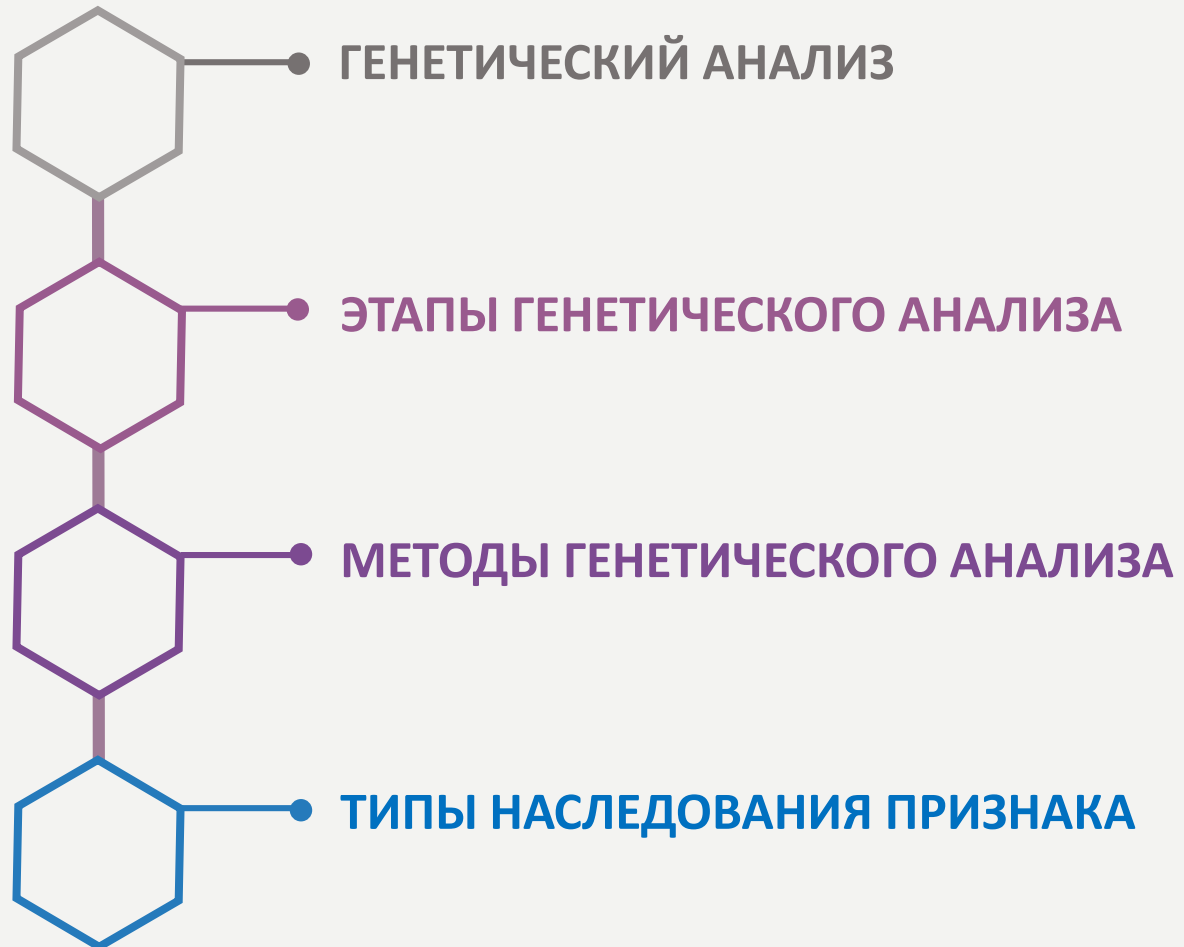 ГЕНЕТИЧЕСКИЙ АНАЛИЗ
ЭТАПЫ ГЕНЕТИЧЕСКОГО АНАЛИЗА
МЕТОДЫ ГЕНЕТИЧЕСКОГО АНАЛИЗА
ТИПЫ НАСЛЕДОВАНИЯ ПРИЗНАКА